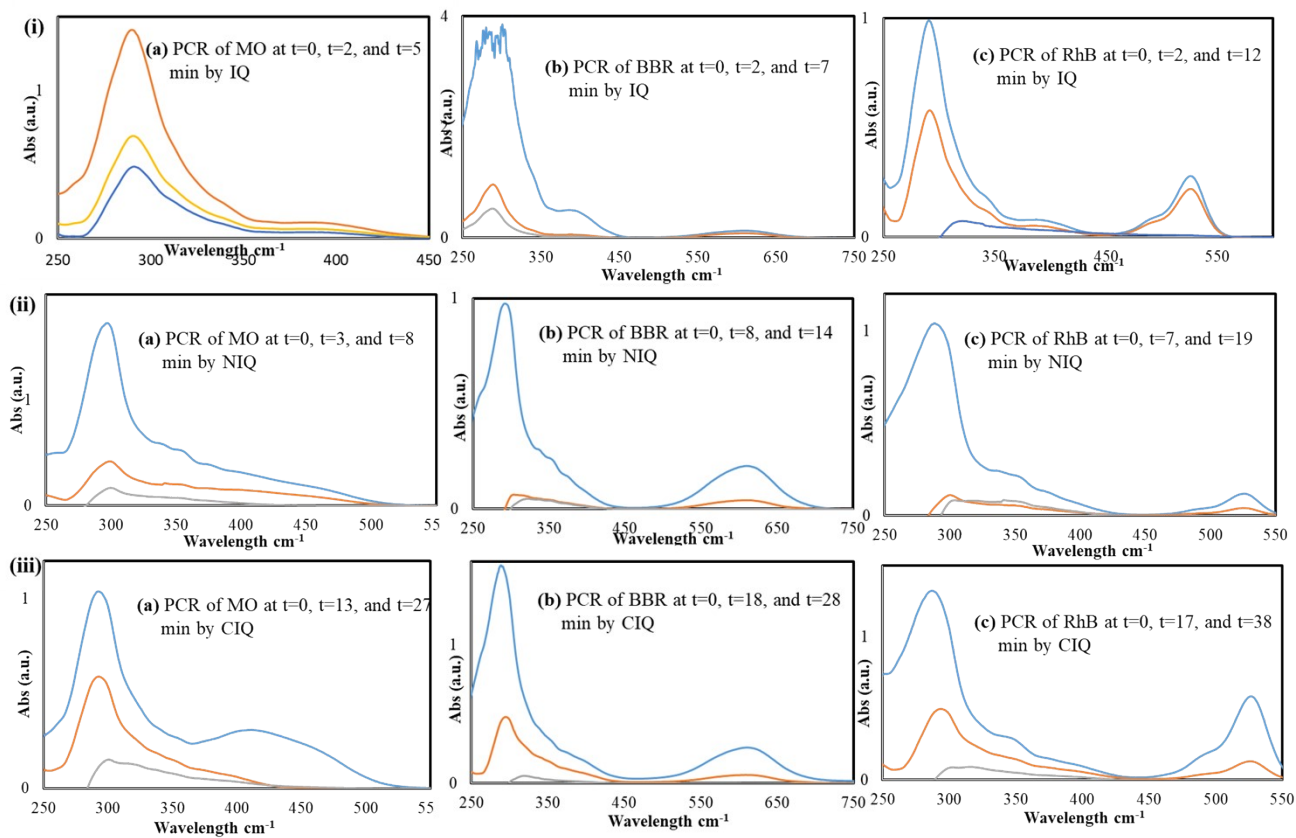 (i)
Abs (a.u.)
1
0
(a) PCR of MO at t=0, t=2, and t=5
min by IQ
250 300 350 400 450
Wavelength cm-1
Abs (a.u.)
4
2
0
(b) PCR of BBR at t=0, t=2, and t=7
min by IQ
250 350 450 550 650 750
Wavelength cm-1
Abs (a.u.)
1
0
(c) PCR of RhB at t=0, t=2, and t=12
min by IQ
250 350 450 550
Wavelength cm-1
(ii)
Abs (a.u.)
1
0
(a) PCR of MO at t=0, t=3, and t=8
min by NIQ
250 300 350 400 450 500 55
Wavelength cm-1
Abs (a.u.)
1
0
(b) PCR of BBR at t=0, t=8, and t=14
min by NIQ
250 350 450 550 650 750
Wavelength cm-1
Abs (a.u.)
1
0
(c) PCR of RhB at t=0, t=7, and t=19
min by NIQ
250 300 350 400 450 500 550
Wavelength cm-1
(iii)
Abs (a.u.)
1
0
(a) PCR of MO at t=0, t=13, and t=27
min by CIQ
250 300 350 400 450 500 55
Wavelength cm-1
Abs (a.u.)
1
0
(b) PCR of BBR at t=0, t=18, and t=28
min by CIQ
250 350 450 550 650 750
Wavelength cm-1
Abs (a.u.)
1
0
(c) PCR of RhB at t=0, t=17, and t=38
min by CIQ
250 300 350 400 450 500 550
Wavelength cm-1